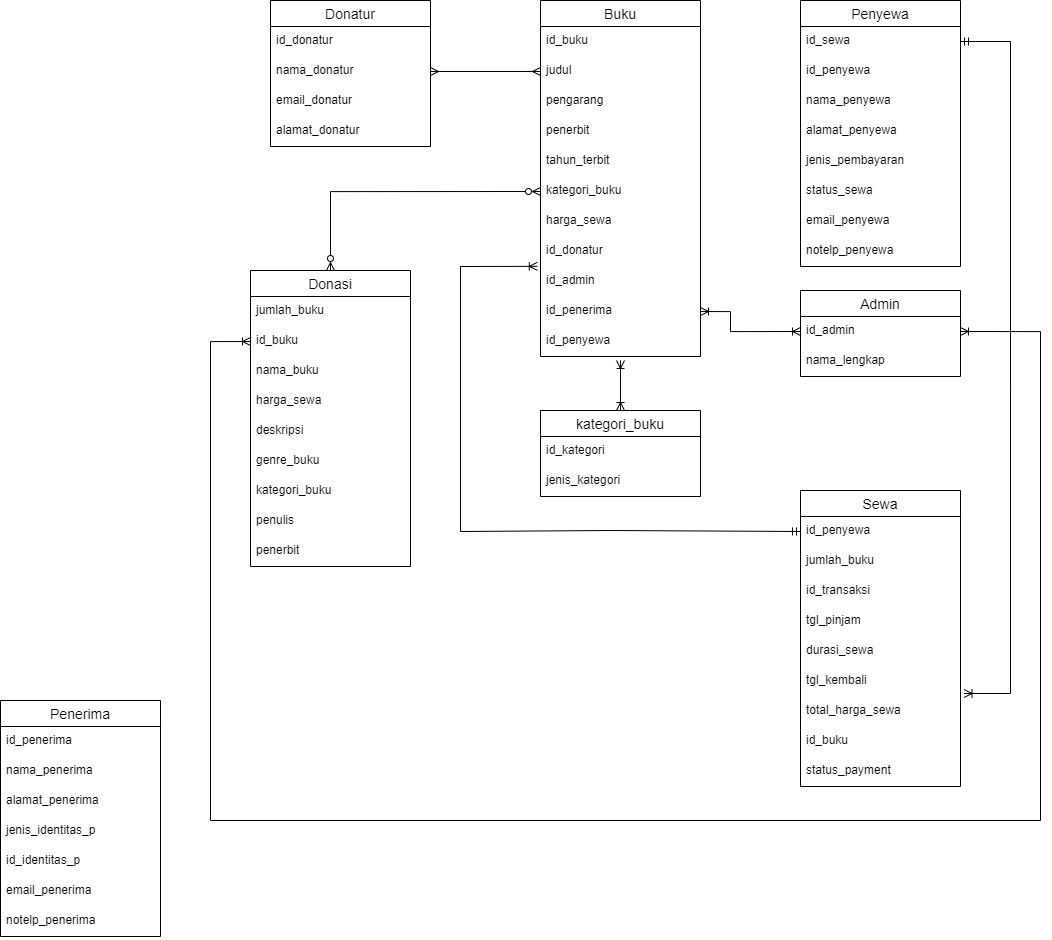 Donatur
id_donatur
nama_donatur
email_donatur
alamat_donatur
Buku
id_buku
judul
pengarang
penerbit
tahun_terbit
kategori_buku
harga_sewa
id_donatur
id_admin
id_penerima
id_penyewa
Penyewa
id_sewa
id_penyewa
nama_penyewa
alamat_penyewa
jenis_pembayaran
status_sewa
email_penyewa
notelp_penyewa
Donasi
jumlah_buku
id_buku
nama_buku
harga_sewa
deskripsi
genre_buku
kategori_buku
penulis
penerbit
Admin
id_admin
nama_lengkap
kategori_buku
id_kategori
jenis_kategori
Sewa
id_penyewa
jumlah_buku
id_transaksi
tgl_pinjam
durasi_sewa
tgl_kembali
total_harga_sewa
id_buku
status_payment
Penerima
id_penerima
nama_penerima
alamat_penerima
jenis_identitas_p
id_identitas_p
email_penerima
notelp_penerima